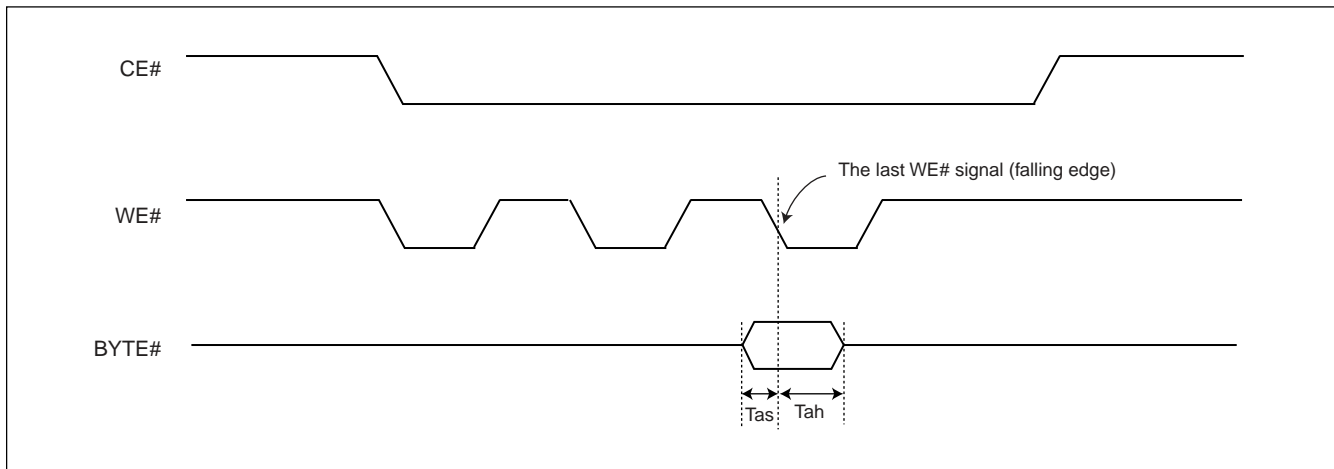 CE#
The last WE# signal (falling edge)
WE#
BYTE#
Tas Tah